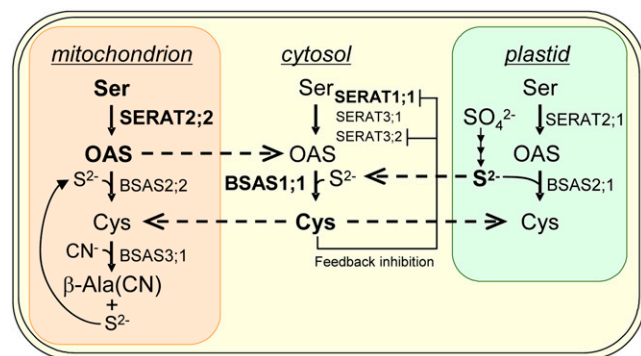 mitochondrion
Ser
SERAT2;2
OAS
S²⁻
BSAS2;2
Cys
CN⁻
BSAS3;1
β-Ala(CN)
+
S²⁻
cytosol
Ser
SERAT1;1
SERAT3;1
SERAT3;2
OAS
BSAS1;1
S²⁻
Cys
Feedback inhibition
plastid
Ser
SO₄²⁻
SERAT2;1
OAS
S²⁻
BSAS2;1
Cys